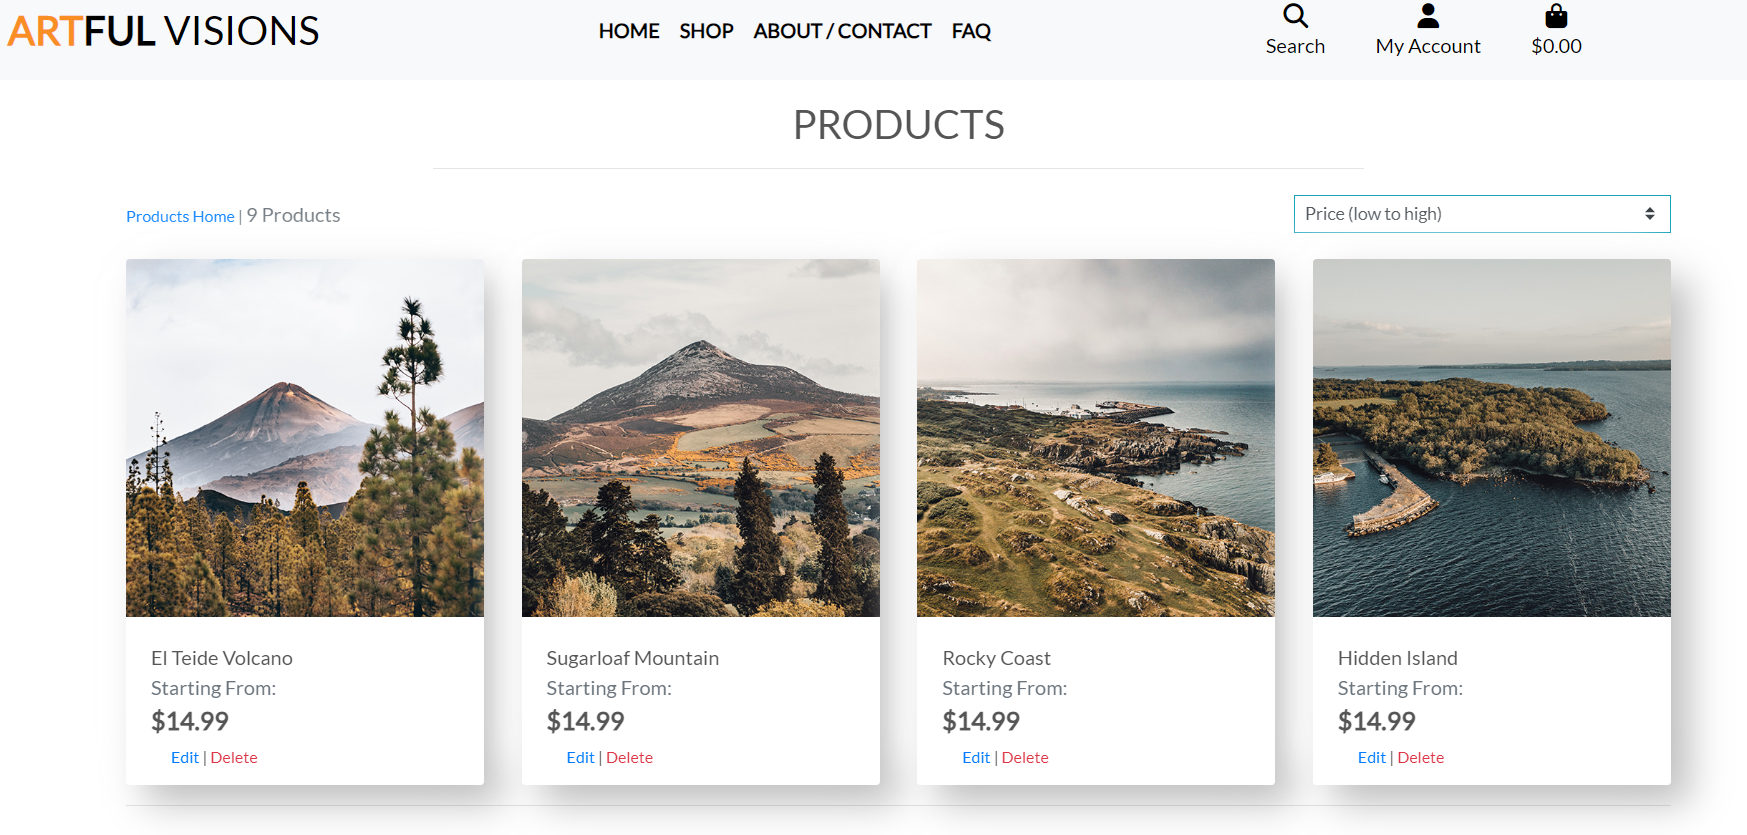 ARTFUL VISIONS
HOME SHOP ABOUT / CONTACT FAQ
Search My Account $0.00
PRODUCTS
Products Home | 9 Products
Price (low to high)
El Teide Volcano
Starting From:
$14.99
Edit | Delete
Sugarloaf Mountain
Starting From:
$14.99
Edit | Delete
Rocky Coast
Starting From:
$14.99
Edit | Delete
Hidden Island
Starting From:
$14.99
Edit | Delete